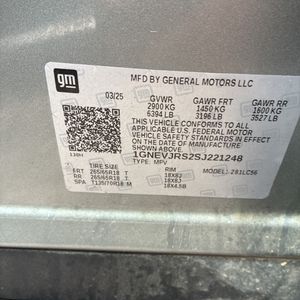 gm
MFD BY GENERAL MOTORS LLC
03/25 GVWR GAWR FRT GAWR RR
2900 KG 1450 KG 1600 KG
6394 LB 3196 LB 3527 LB
THIS VEHICLE CONFORMS TO ALL
APPLICABLE U.S. FEDERAL MOTOR
VEHICLE SAFETY STANDARDS IN
EFFECT ON THE DATE OF
MANUFACTURE SHOWN ABOVE.
1GNEVJRS2SJ221248
TYPE: MPV
TIRE SIZE RIM
FRT 265/65R18 T 18X8J
RR 265/65R18 T 18X8J
SPA T135/70R18 M 18X4.5B